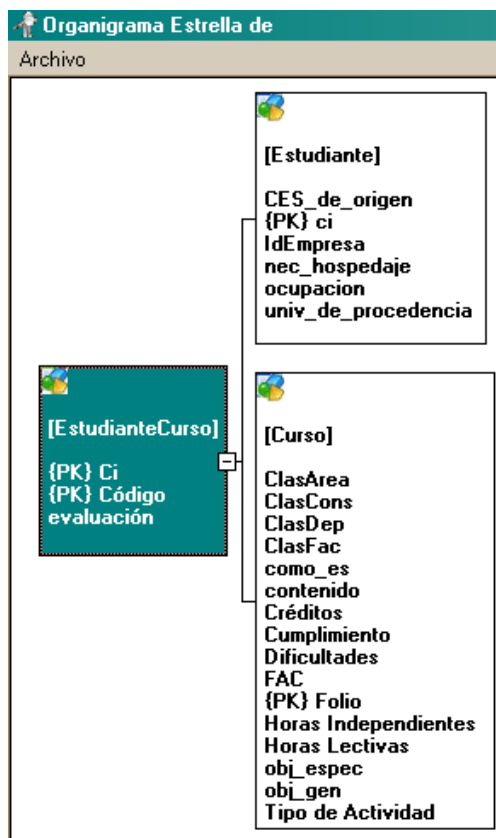 Organigrama Estrella de
Archivo
[Estudiante]
CES_de_origen
{PK} ci
IdEmpresa
nec_hospedaje
ocupacion
univ_de_procedencia
[EstudianteCurso]
{PK} Ci
{PK} Código
evaluación
[Curso]
ClasArea
ClasCons
ClasDep
ClasFac
como_es
contenido
Créditos
Cumplimiento
Dificultades
FAC
{PK} Folio
Horas Independientes
Horas Lectivas
obj_espec
obj_gen
Tipo de Actividad